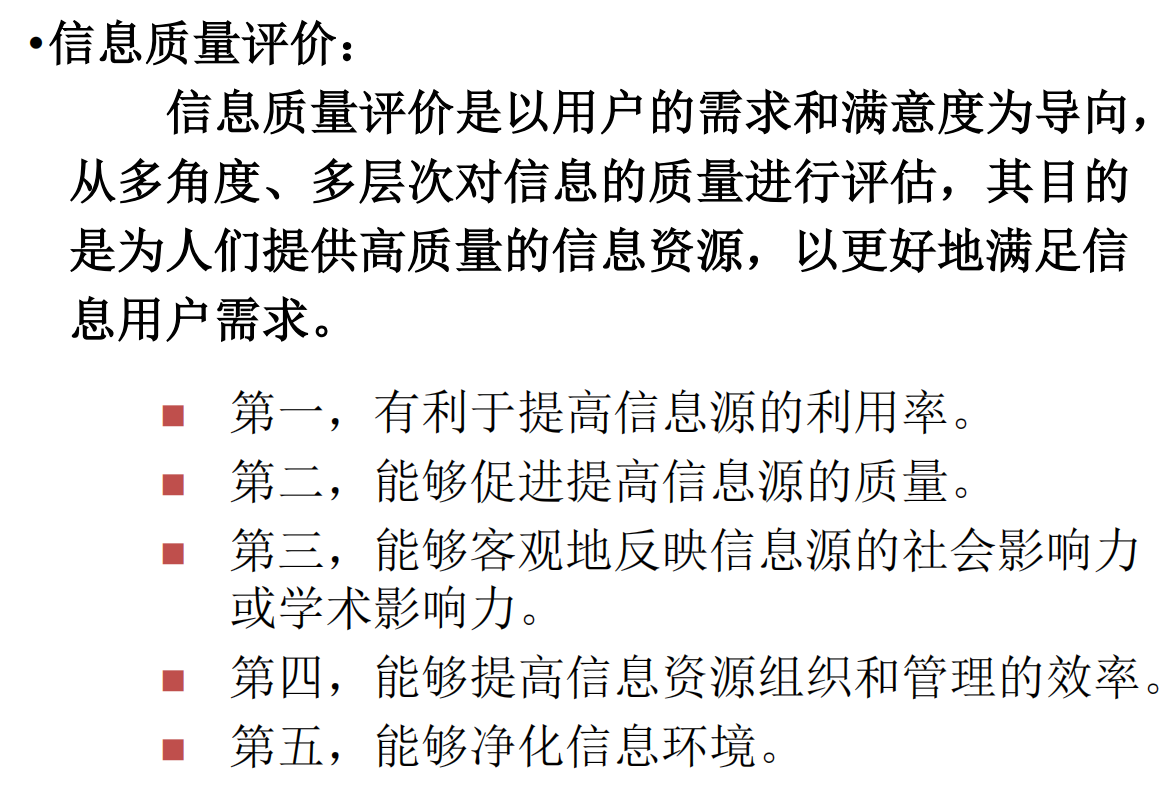 •信息质量评价：
信息质量评价是以用户的需求和满意度为导向，
从多角度、多层次对信息的质量进行评估，其目的
是为人们提供高质量的信息资源，以更好地满足信
息用户需求。
■ 第一，有利于提高信息源的利用率。
■ 第二，能够促进提高信息源的质量。
■ 第三，能够客观地反映信息源的社会影响力
或学术影响力。
■ 第四，能够提高信息资源组织和管理的效率。
■ 第五，能够净化信息环境。